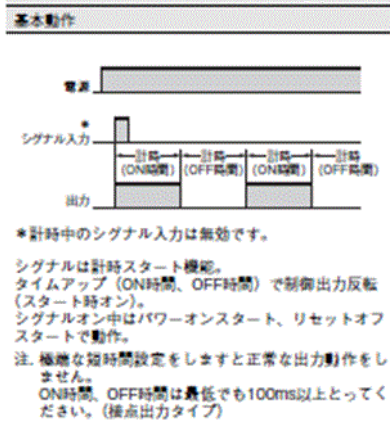 基本動作
電源
*
シグナル入力
計時 計時 計時 計時
(ON時間) (OFF時間) (ON時間) (OFF時間)
出力
*計時中のシグナル入力は無効です。
シグナルは計時スタート機能。
タイムアップ（ON時間、OFF時間）で制御出力反転
(スタート時オン)。
シグナルオン中はパワーオンスタート、リセットオフ
スタートで動作。
注. 極端な短時間設定をしますと正常な出力動作をし
ません。
ON時間、OFF時間は最低でも100ms以上とってく
ださい。(接点出力タイプ)